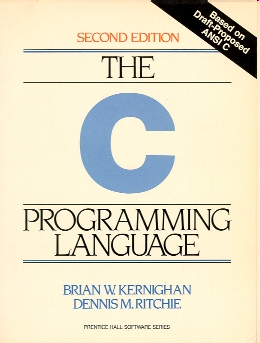 SECOND EDITION
THE
C
PROGRAMMING
LANGUAGE
BRIAN W. KERNIGHAN
DENNIS M. RITCHIE
PRENTICE HALL SOFTWARE SERIES
Based on
Draft-Proposed
ANSI C